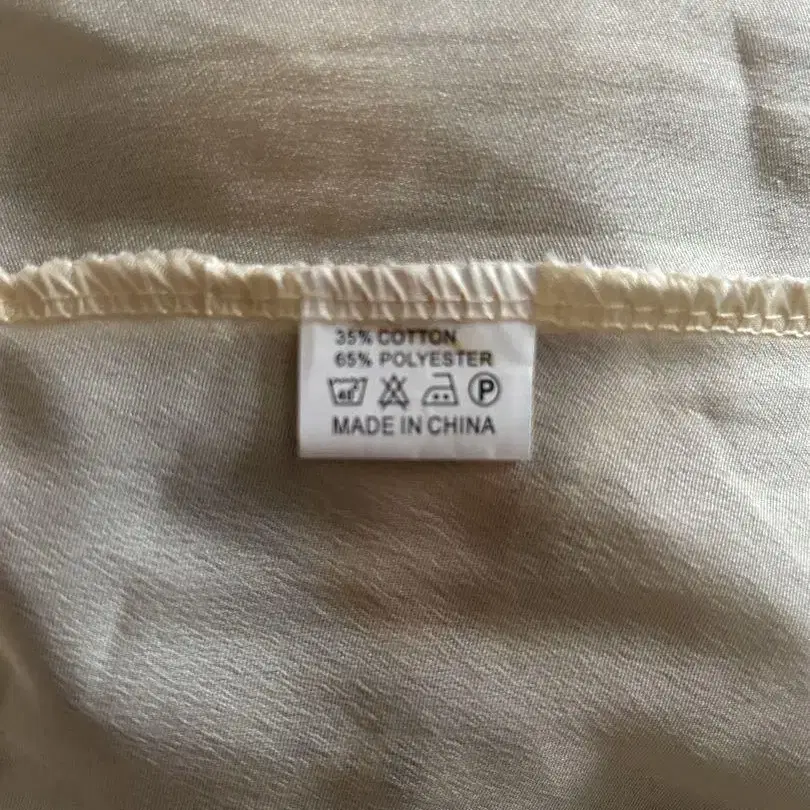 35% COTTON
65% POLYESTER
P
MADE IN CHINA